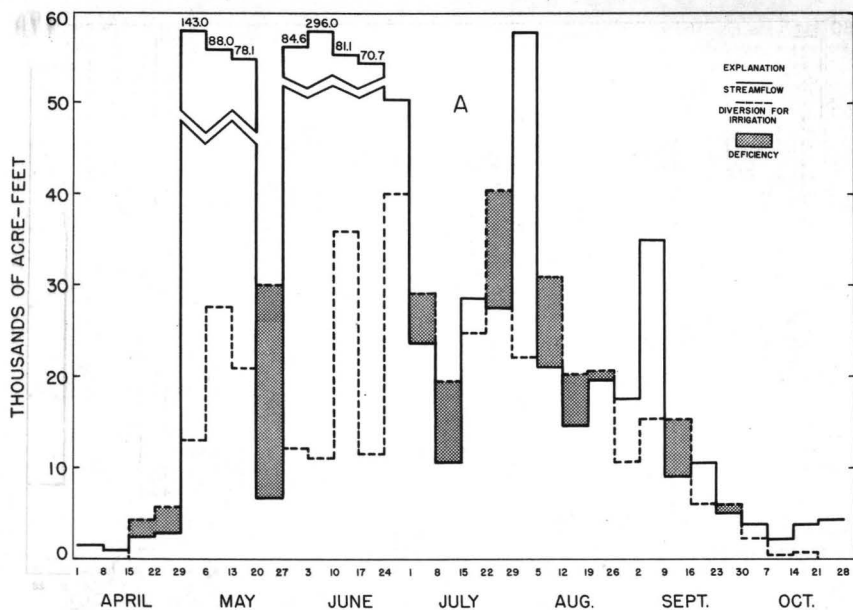 60
50
40
30
20
10
0
THOUSANDS OF ACRE-FEET
143.0
88.0
78.1
84.6
296.0
81.1
70.7
A
EXPLANATION
STREAMFLOW
DIVERSION FOR
IRRIGATION
DEFICIENCY
1 8 15 22 29 6 13 20 27 3 10 17 24 1 8 15 22 29 5 12 19 26 2 9 16 23 30 7 14 21 28
APRIL MAY JUNE JULY AUG. SEPT. OCT.